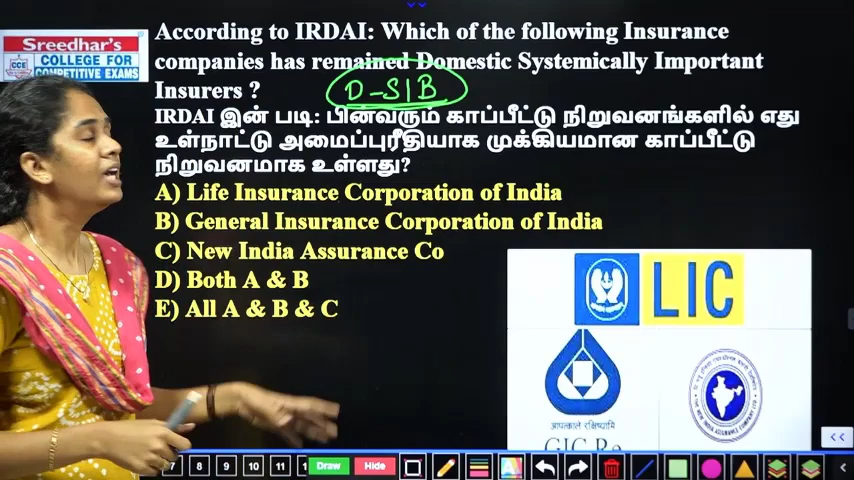 According to IRDAI: Which of the following Insurance
companies has remained Domestic Systemically Important
Insurers ?
D-SIB
IRDAI இன் படி: பின்வரும் காப்பீட்டு நிறுவனங்களில் எது
உள்நாட்டு அமைப்புரீதியாக முக்கியமான காப்பீட்டு
நிறுவனமாக உள்ளது?
A) Life Insurance Corporation of India
B) General Insurance Corporation of India
C) New India Assurance Co
D) Both A & B
E) All A & B & C
Sreedhar's
CCE
COLLEGE FOR
COMPETITIVE EXAMS
LIC
आपत्काले रक्षिष्यामि
GIC Re
7 8 9 10 11 1 Draw Hide